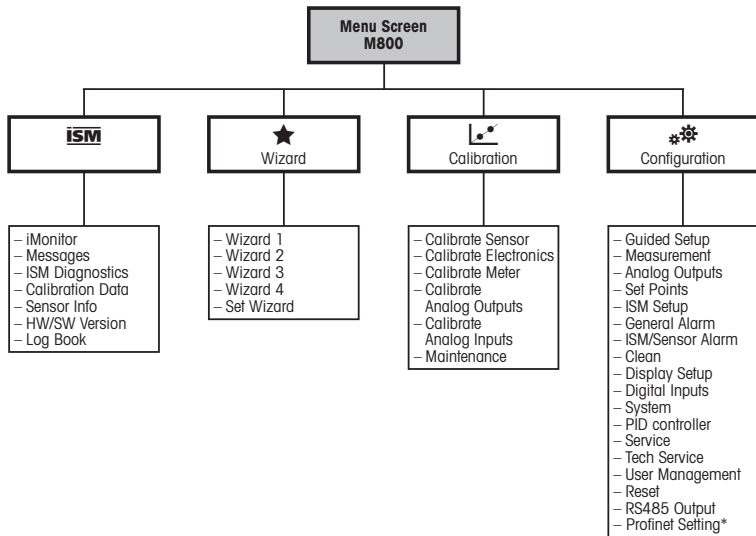 Menu Screen
M800
ISM
Wizard
Calibration
Configuration
– iMonitor
– Messages
– ISM Diagnostics
– Calibration Data
– Sensor Info
– HW/SW Version
– Log Book
– Wizard 1
– Wizard 2
– Wizard 3
– Wizard 4
– Set Wizard
– Calibrate Sensor
– Calibrate Electronics
– Calibrate Meter
– Calibrate
Analog Outputs
– Calibrate
Analog Inputs
– Maintenance
– Guided Setup
– Measurement
– Analog Outputs
– Set Points
– ISM Setup
– General Alarm
– ISM/Sensor Alarm
– Clean
– Display Setup
– Digital Inputs
– System
– PID controller
– Service
– Tech Service
– User Management
– Reset
– RS485 Output
– Profinet Setting*